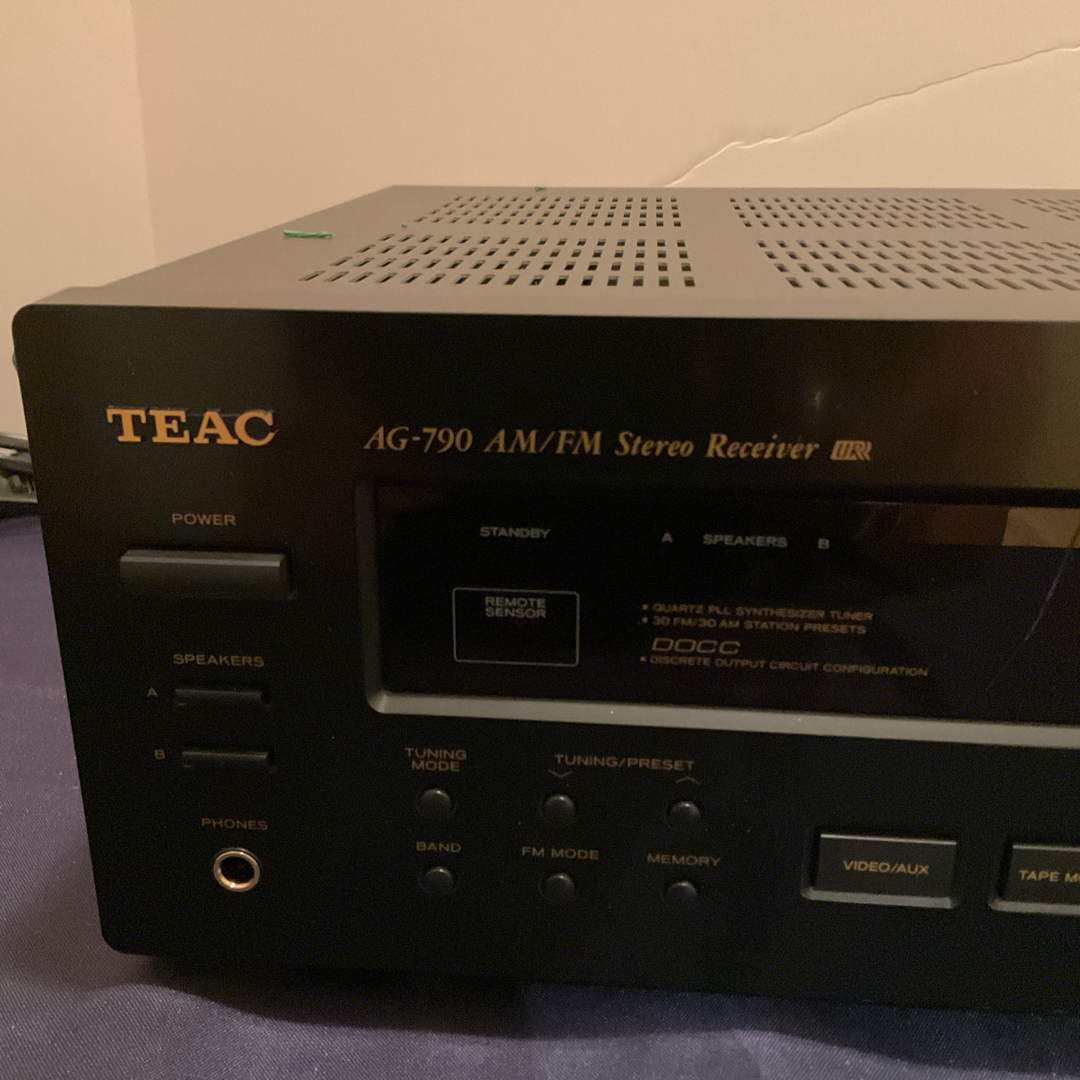 TEAC
AG-790 AM/FM Stereo Receiver UR
POWER
STANDBY
A SPEAKERS B
REMOTE
SENSOR
• QUARTZ PLL SYNTHESIZER TUNER
• 30 FM/30 AM STATION PRESETS
DOCC
• DISCRETE OUTPUT CIRCUIT CONFIGURATION
SPEAKERS
A
B
PHONES
TUNING
MODE
TUNING/PRESET
BAND
FM MODE
MEMORY
VIDEO/AUX
TAPE